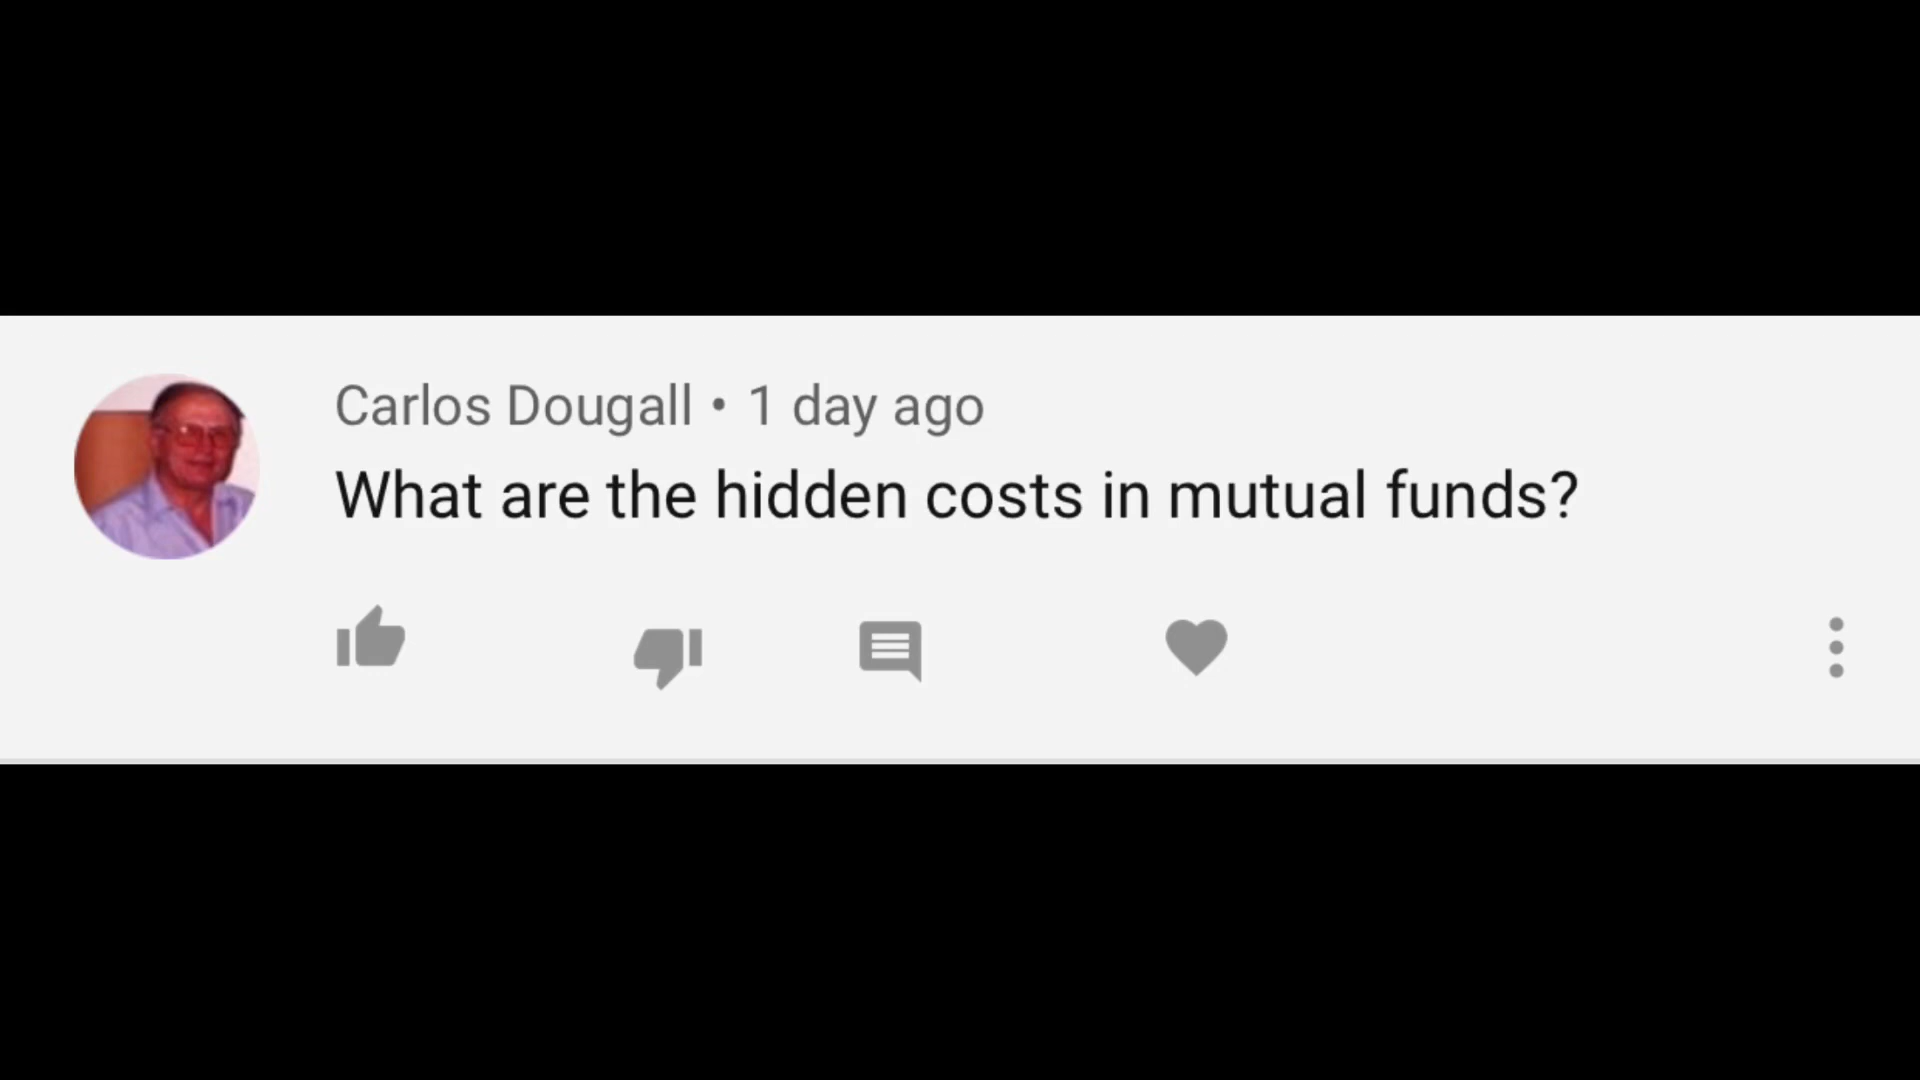 Carlos Dougall • 1 day ago
What are the hidden costs in mutual funds?